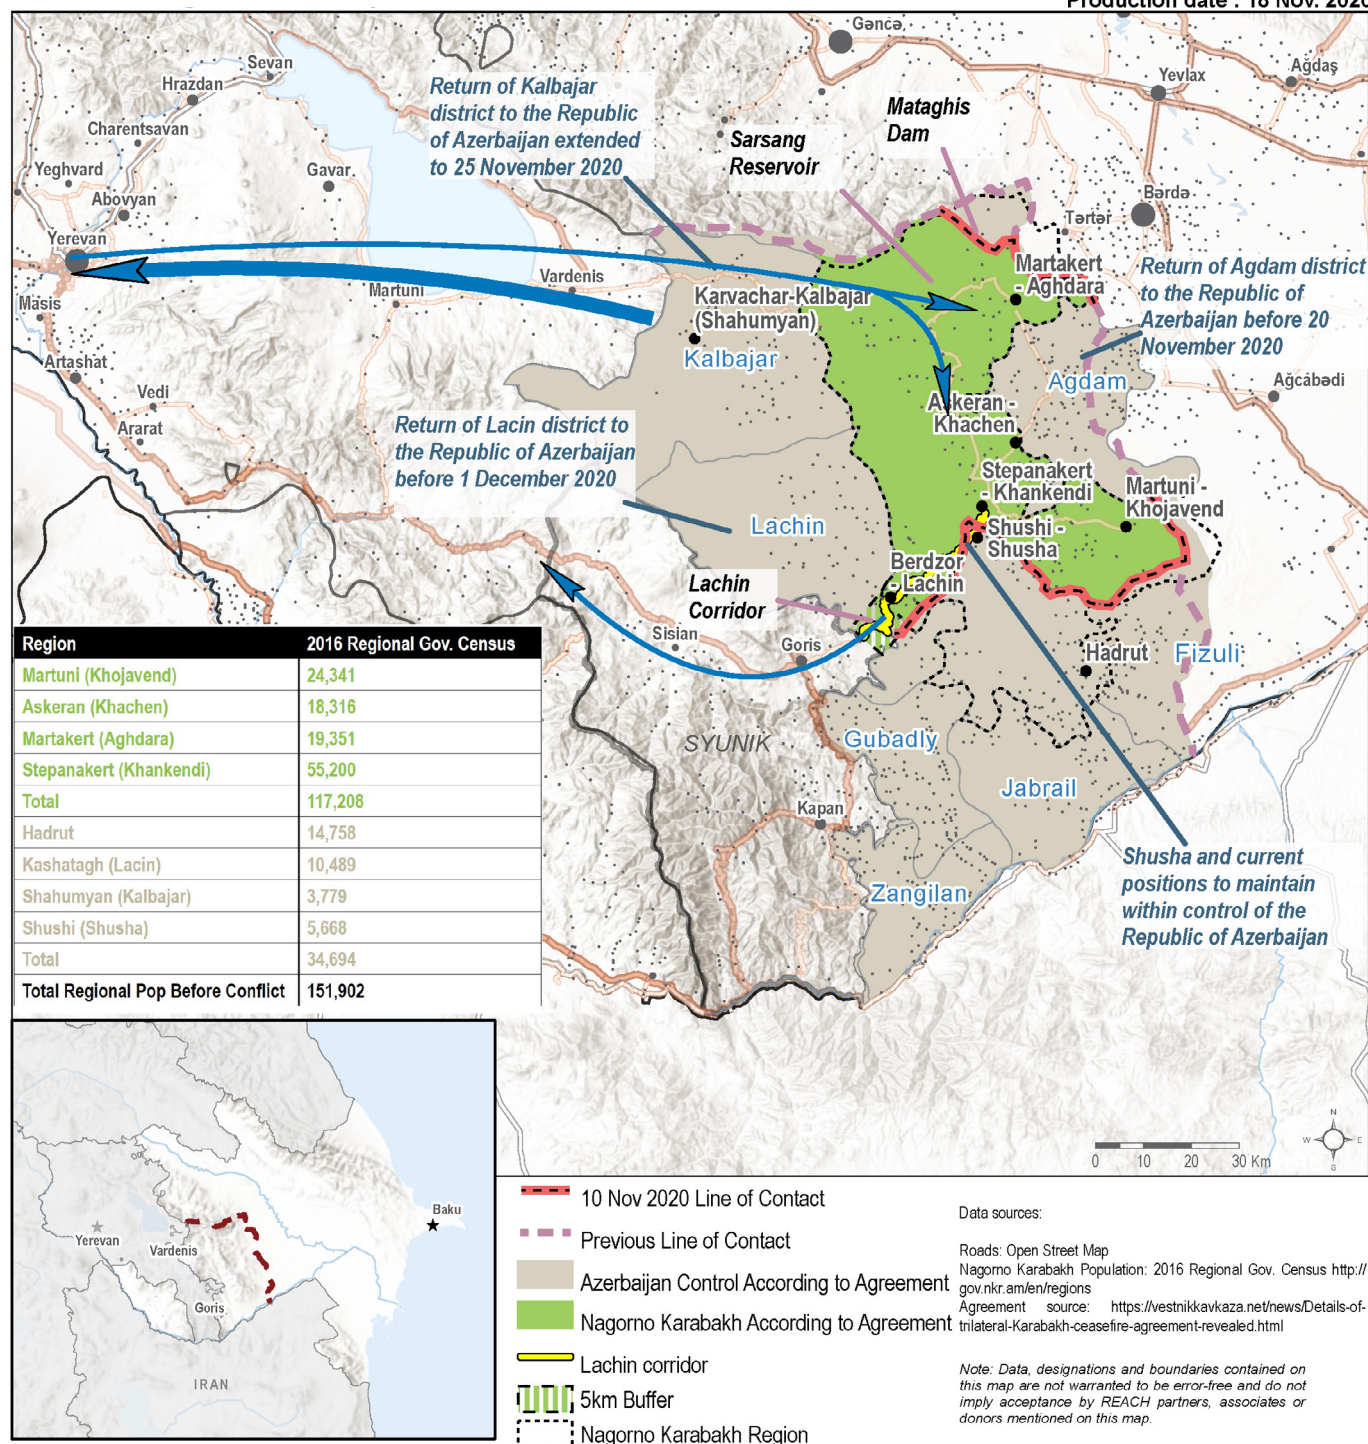 Production date : 18 Nov. 2020
Gəncə
Sevan
Hrazdan
Charentsavan
Yeghvard
Abovyan
Gavar
Yerevan
Masis
Martuni
Vardenis
Artashat
Vedi
Ararat
Yevlax
Ağdaş
Bərdə
Tərtər
Ağcabədi
Return of Kalbajar
district to the Republic
of Azerbaijan extended
to 25 November 2020
Sarsang
Reservoir
Mataghis
Dam
Martakert
- Aghdara
Return of Agdam district
to the Republic of
Azerbaijan before 20
November 2020
Karvachar-Kalbajar
(Shahumyan)
Kalbajar
Agdam
Askeran -
Khachen
Return of Lacin district to
the Republic of Azerbaijan
before 1 December 2020
Stepanakert
- Khankendi
Martuni -
Khojavend
Lachin
Shushi -
Shusha
Berdzor
- Lachin
Lachin
Corridor
Sisian
Goris
Hadrut
Fizuli
SYUNIK
Gubadly
Jabrail
Kapan
Zangilan
Shusha and current
positions to maintain
within control of the
Republic of Azerbaijan
Region 2016 Regional Gov. Census
Martuni (Khojavend) 24,341
Askeran (Khachen) 18,316
Martakert (Aghdara) 19,351
Stepanakert (Khankendi) 55,200
Total 117,208
Hadrut 14,758
Kashatagh (Lacin) 10,489
Shahumyan (Kalbajar) 3,779
Shushi (Shusha) 5,668
Total 34,694
Total Regional Pop Before Conflict 151,902
Baku
Yerevan
Vardenis
Goris
IRAN
N
W E
S
0 10 20 30 Km
10 Nov 2020 Line of Contact
Previous Line of Contact
Azerbaijan Control According to Agreement
Nagorno Karabakh According to Agreement
Lachin corridor
5km Buffer
Nagorno Karabakh Region
Data sources:
Roads: Open Street Map
Nagorno Karabakh Population: 2016 Regional Gov. Census http://
gov.nkr.am/en/regions
Agreement source: https://vestnikkavkaza.net/news/Details-of-
trilateral-Karabakh-ceasefire-agreement-revealed.html
Note: Data, designations and boundaries contained on
this map are not warranted to be error-free and do not
imply acceptance by REACH partners, associates or
donors mentioned on this map.